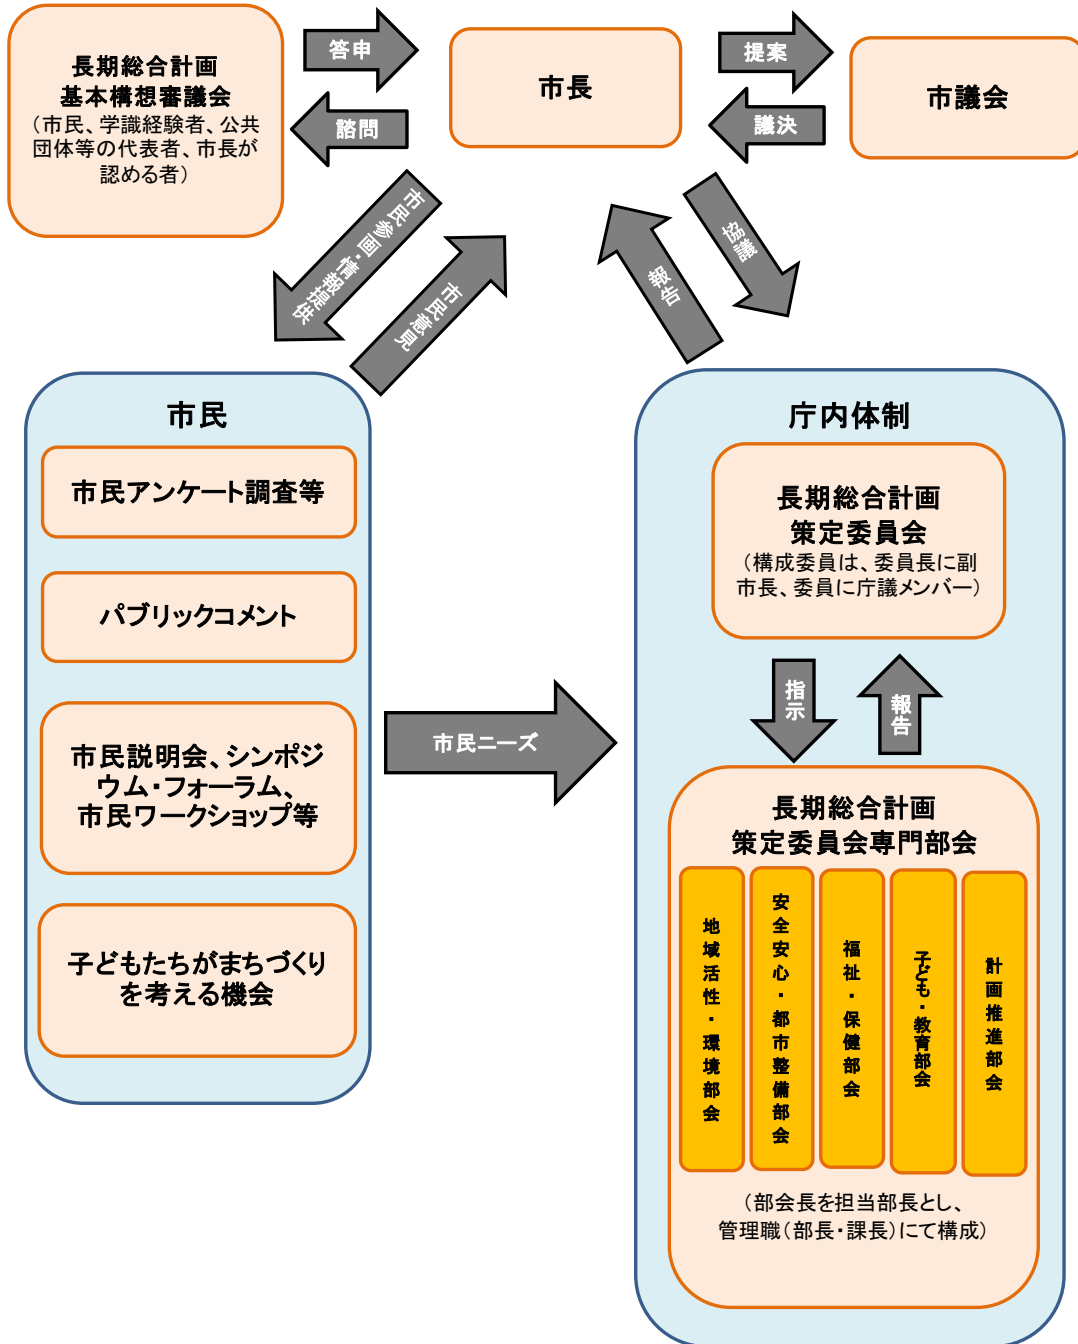 長期総合計画
基本構想審議会
（市民、学識経験者、公共
団体等の代表者、市長が
認める者）
答申
諮問
市長
提案
議決
市議会
市民参画・情報提供
市民意見
報告
協議
市民
市民アンケート調査等
パブリックコメント
市民説明会、シンポジ
ウム・フォーラム、
市民ワークショップ等
子どもたちがまちづくり
を考える機会
市民ニーズ
庁内体制
長期総合計画
策定委員会
（構成委員は、委員長に副
市長、委員に庁議メンバー）
指示
報告
長期総合計画
策定委員会専門部会
地域活性・環境部会
安全安心・都市整備部会
福祉・保健部会
子ども・教育部会
計画推進部会
（部会長を担当部長とし、
管理職（部長・課長）にて構成）